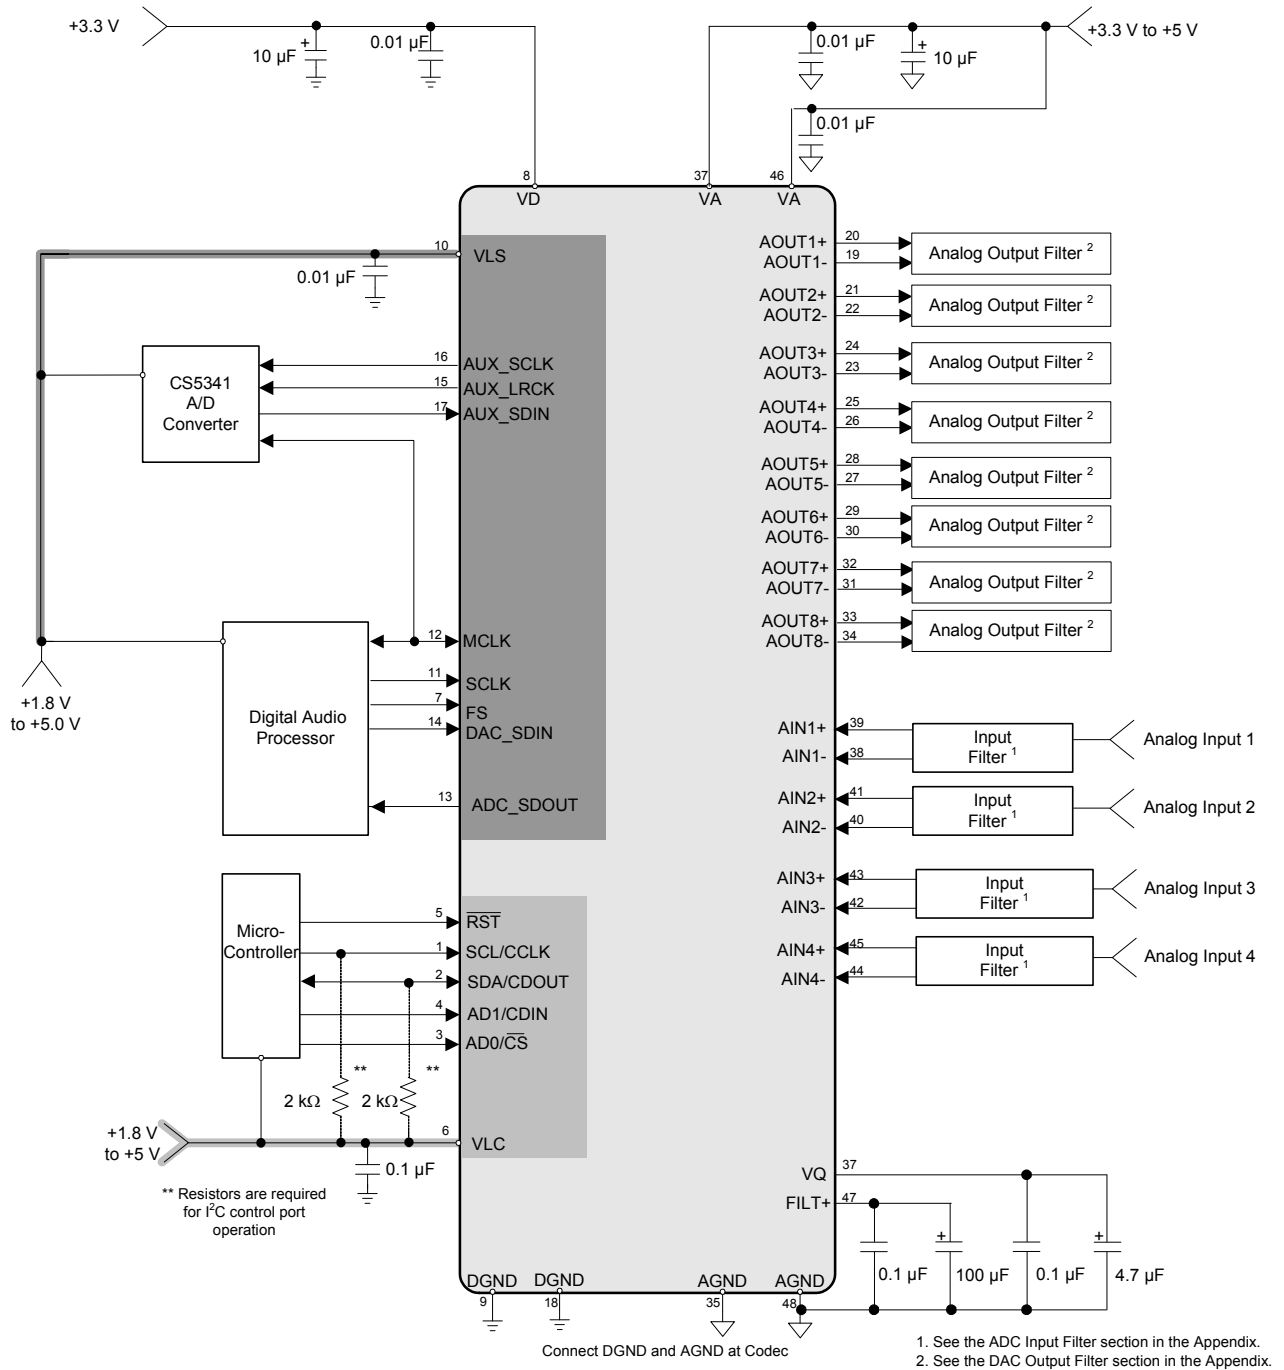 +3.3 V
10 µF
+
0.01 µF
0.01 µF
+
10 µF
+3.3 V to +5 V
0.01 µF
8
VD
37
VA
46
VA
10
VLS
0.01 µF
CS5341
A/D
Converter
16
AUX_SCLK
15
AUX_LRCK
17
AUX_SDIN
+1.8 V
to +5.0 V
Digital Audio
Processor
12
MCLK
11
SCLK
7
FS
14
DAC_SDIN
13
ADC_SDOUT
Micro-
Controller
5
RST
1
SCL/CCLK
2
SDA/CDOUT
4
AD1/CDIN
3
AD0/CS
**
**
2 kΩ
2 kΩ
+1.8 V
to +5 V
6
VLC
0.1 µF
** Resistors are required
for I²C control port
operation
AOUT1+
20
AOUT1-
19
Analog Output Filter 2
AOUT2+
21
AOUT2-
22
Analog Output Filter 2
AOUT3+
24
AOUT3-
23
Analog Output Filter 2
AOUT4+
25
AOUT4-
26
Analog Output Filter 2
AOUT5+
28
AOUT5-
27
Analog Output Filter 2
AOUT6+
29
AOUT6-
30
Analog Output Filter 2
AOUT7+
32
AOUT7-
31
Analog Output Filter 2
AOUT8+
33
AOUT8-
34
Analog Output Filter 2
AIN1+
39
AIN1-
38
Input
Filter 1
Analog Input 1
AIN2+
41
AIN2-
40
Input
Filter 1
Analog Input 2
AIN3+
43
AIN3-
42
Input
Filter 1
Analog Input 3
AIN4+
45
AIN4-
44
Input
Filter 1
Analog Input 4
VQ
37
FILT+
47
0.1 µF
+
100 µF
0.1 µF
+
4.7 µF
DGND
9
DGND
18
AGND
35
AGND
48
Connect DGND and AGND at Codec
1. See the ADC Input Filter section in the Appendix.
2. See the DAC Output Filter section in the Appendix.